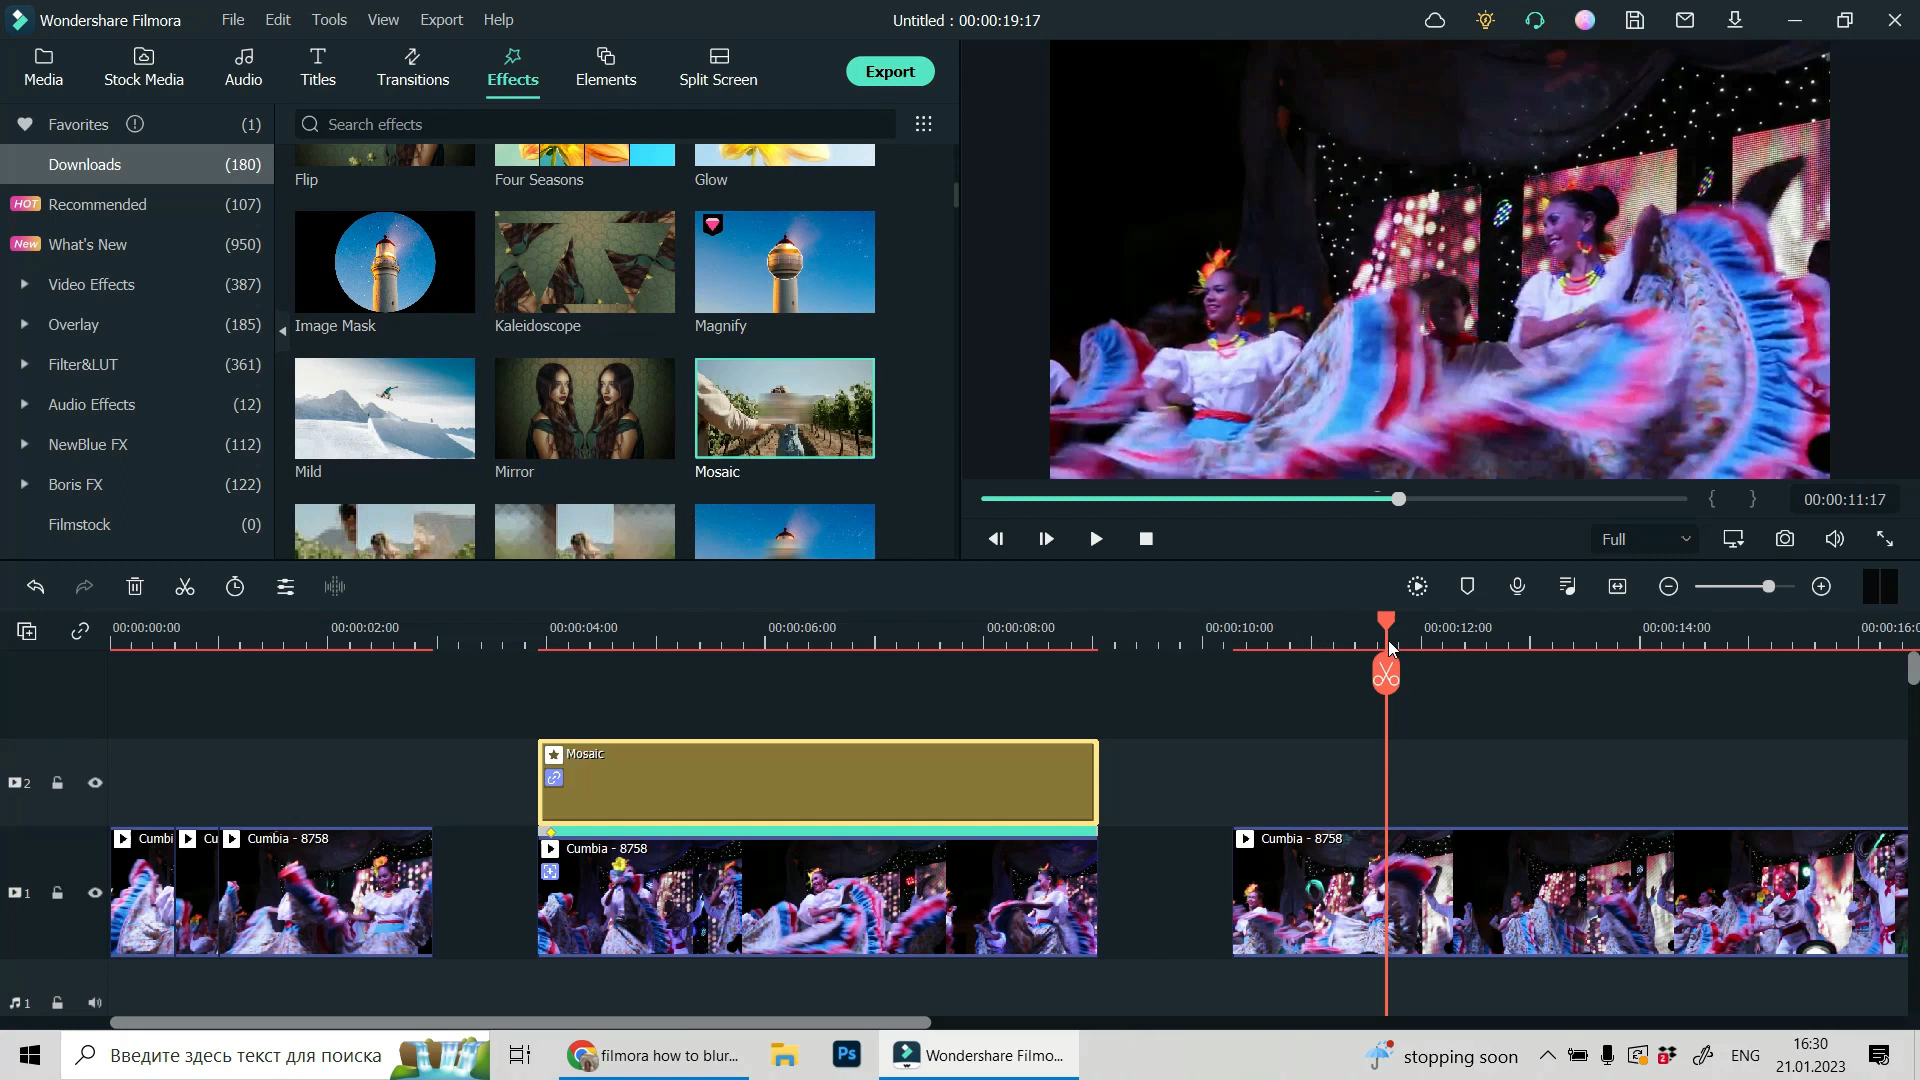 Wondershare Filmora
File
Edit
Tools
View
Export
Help
Untitled : 00:00:19:17
Media
Stock Media
Audio
Titles
Transitions
Effects
Elements
Split Screen
Export
Favorites (1)
Downloads (180)
HOT Recommended (107)
New What's New (950)
Video Effects (387)
Overlay (185)
Filter&LUT (361)
Audio Effects (12)
NewBlue FX (112)
Boris FX (122)
Filmstock (0)
Search effects
Flip
Four Seasons
Glow
Image Mask
Kaleidoscope
Magnify
Mild
Mirror
Mosaic
{ }
00:00:11:17
Full
00:00:00:00
00:00:02:00
00:00:04:00
00:00:06:00
00:00:08:00
00:00:10:00
00:00:12:00
00:00:14:00
00:00:16:0
2
Mosaic
1
Cumbi
Cu
Cumbia - 8758
Cumbia - 8758
Cumbia - 8758
1
Введите здесь текст для поиска
filmora how to blur...
Ps
Wondershare Filmo...
stopping soon
2
ENG
16:30
21.01.2023